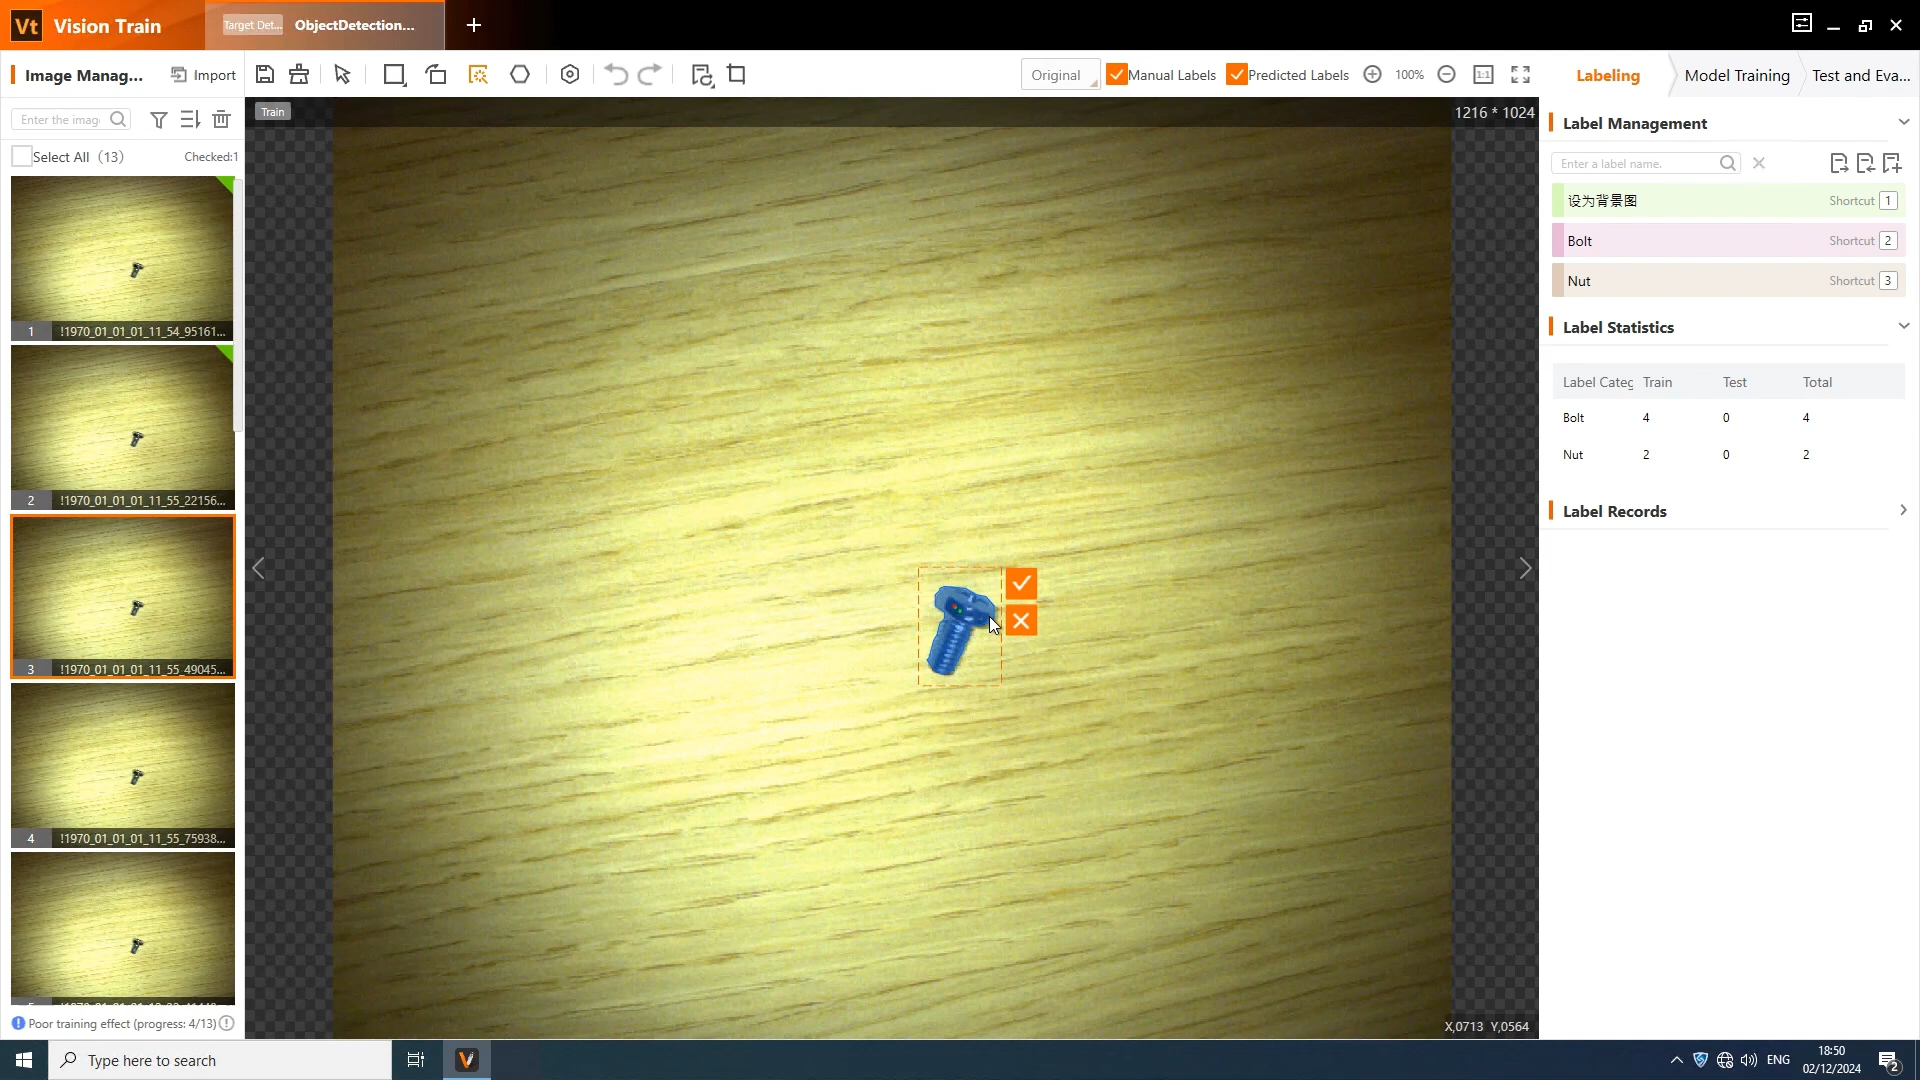 Vt Vision Train
Target Det... ObjectDetection...
Image Manag... Import
Original Manual Labels Predicted Labels 100% 1:1
Labeling Model Training Test and Eva...
Enter the imag
Select All (13) Checked:1
1 !1970_01_01_01_11_54_95161...
2 !1970_01_01_01_11_55_22156...
3 !1970_01_01_01_11_55_49045...
4 !1970_01_01_01_11_55_75938...
Poor training effect (progress: 4/13)
Train
1216 * 1024
X,0713 Y,0564
Label Management
Enter a label name.
设为背景图 Shortcut 1
Bolt Shortcut 2
Nut Shortcut 3
Label Statistics
Label Categ Train Test Total
Bolt 4 0 4
Nut 2 0 2
Label Records
Type here to search
ENG
18:50
02/12/2024
2